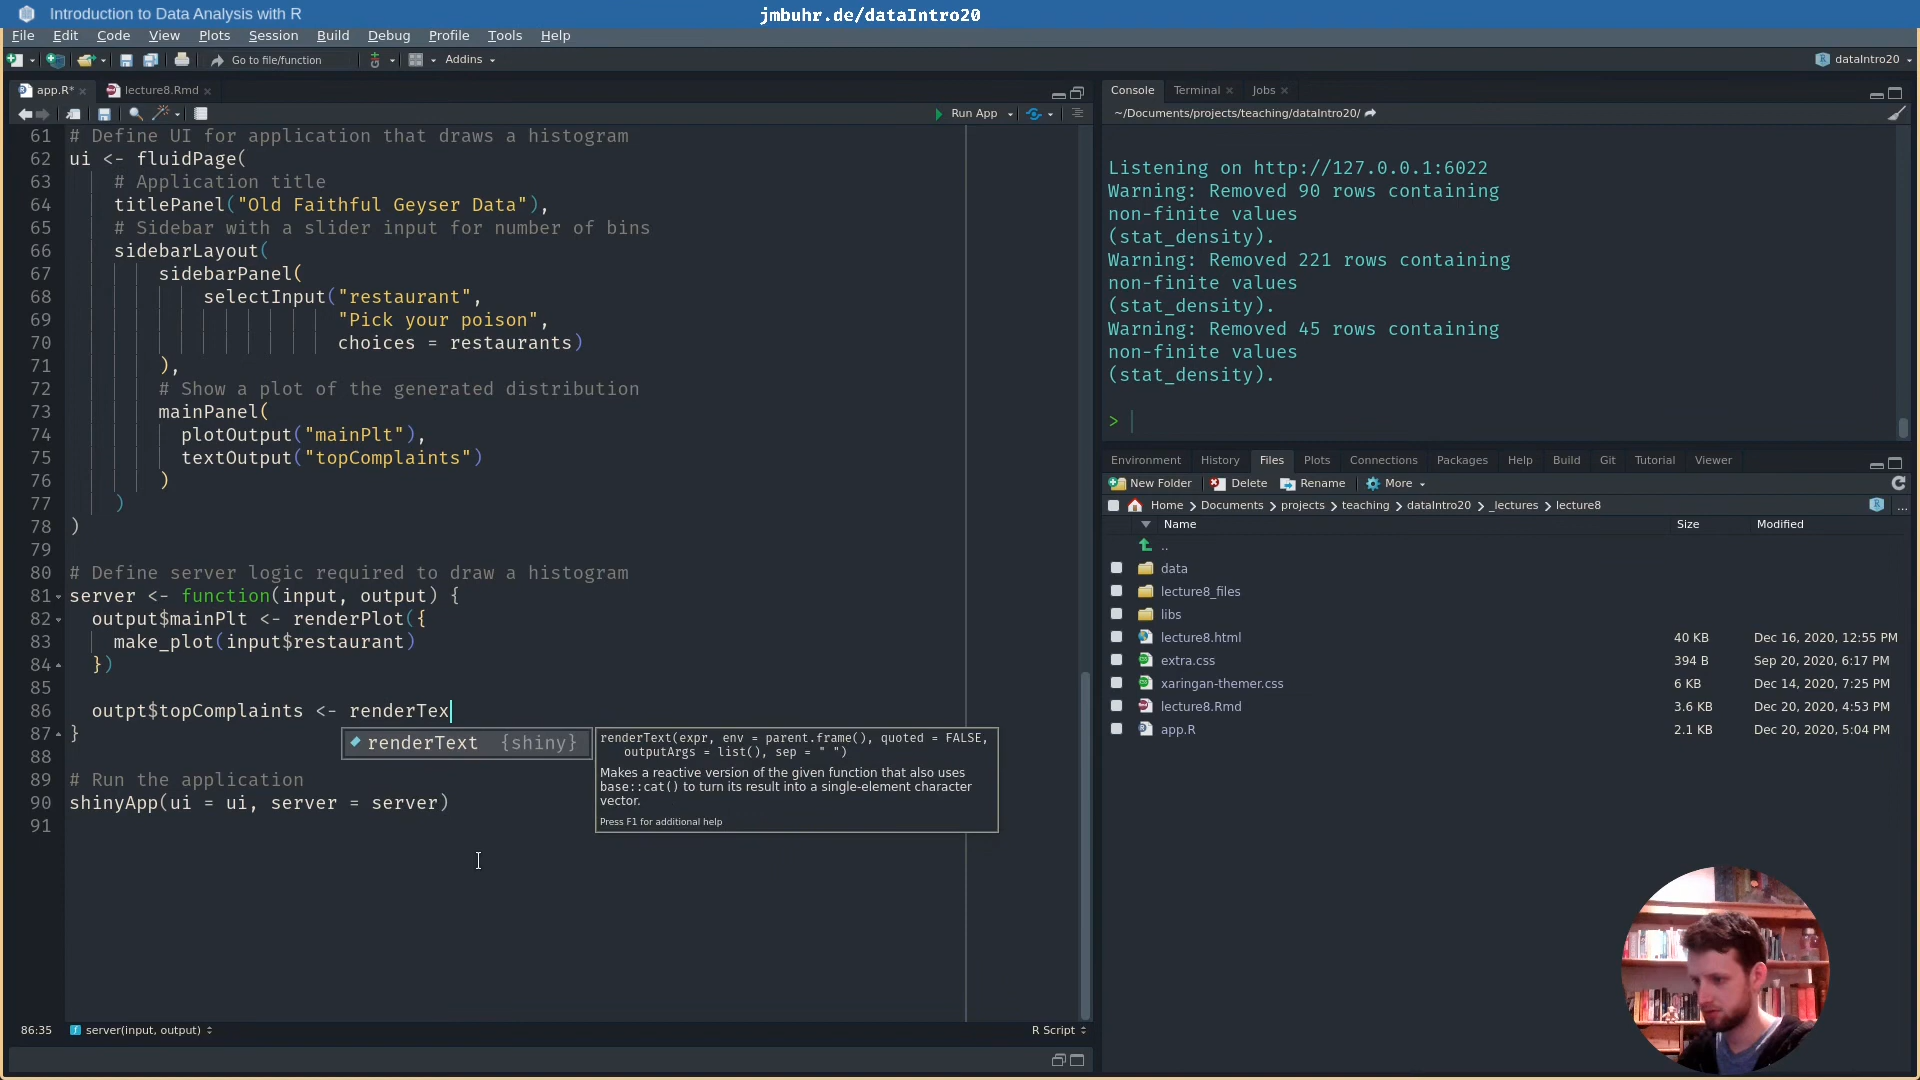 Introduction to Data Analysis with R
jmbuhr.de/dataIntro20
File Edit Code View Plots Session Build Debug Profile Tools Help
Go to file/function
Addins
dataIntro20
app.R*
lecture8.Rmd
Run App
61 # Define UI for application that draws a histogram
62 ui <- fluidPage(
63 # Application title
64 titlePanel("Old Faithful Geyser Data"),
65 # Sidebar with a slider input for number of bins
66 sidebarLayout(
67 sidebarPanel(
68 selectInput("restaurant",
69 "Pick your poison",
70 choices = restaurants)
71 ),
72 # Show a plot of the generated distribution
73 mainPanel(
74 plotOutput("mainPlt"),
75 textOutput("topComplaints")
76 )
77 )
78 )
79
80 # Define server logic required to draw a histogram
81 server <- function(input, output) {
82 output$mainPlt <- renderPlot({
83 make_plot(input$restaurant)
84 })
85
86 outpt$topComplaints <- renderTex
87 }
88
89 # Run the application
90 shinyApp(ui = ui, server = server)
91
renderText {shiny}
renderText(expr, env = parent.frame(), quoted = FALSE,
outputArgs = list(), sep = " ")
Makes a reactive version of the given function that also uses
base::cat() to turn its result into a single-element character
vector.
Press F1 for additional help
86:35
server(input, output)
R Script
Console Terminal Jobs
~/Documents/projects/teaching/dataIntro20/
Listening on http://127.0.0.1:6022
Warning: Removed 90 rows containing
non-finite values
(stat_density).
Warning: Removed 221 rows containing
non-finite values
(stat_density).
Warning: Removed 45 rows containing
non-finite values
(stat_density).
>
Environment History Files Plots Connections Packages Help Build Git Tutorial Viewer
New Folder Delete Rename More
Home Documents projects teaching dataIntro20 _lectures lecture8 ...
Name Size Modified
..
data
lecture8_files
libs
lecture8.html 40 KB Dec 16, 2020, 12:55 PM
extra.css 394 B Sep 20, 2020, 6:17 PM
xaringan-themer.css 6 KB Dec 14, 2020, 7:25 PM
lecture8.Rmd 3.6 KB Dec 20, 2020, 4:53 PM
app.R 2.1 KB Dec 20, 2020, 5:04 PM